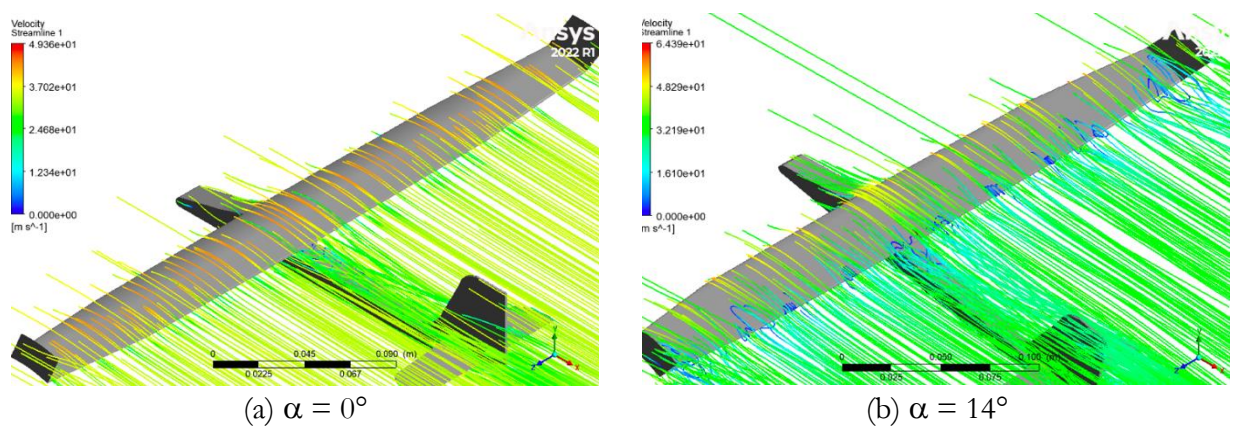 Velocity
Streamline 1
4.936e+01
3.702e+01
2.468e+01
1.234e+01
0.000e+00
[m s^-1]
2022 R1
0
0.045
0.090 (m)
0.0225
0.067
Y
Z
X
(a) α = 0°
Streamline 1
6.439e+01
4.829e+01
3.219e+01
1.610e+01
0.000e+00
[m s^-1]
0
0.050
0.100 (m)
0.025
0.075
Y
Z
X
(b) α = 14°